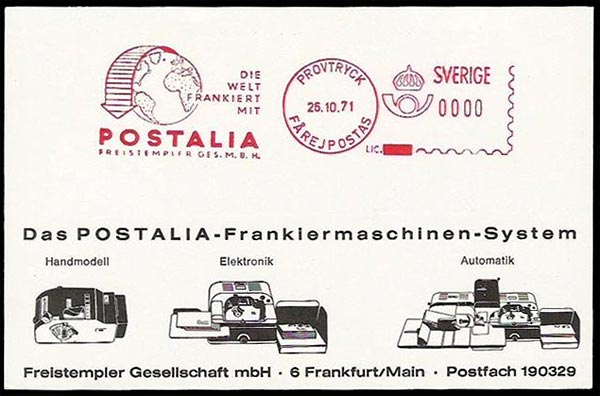 DIE
WELT
FRANKIERT
MIT
POSTALIA
FREISTEMPLER GES.M.B.H.
PROVTRYCK
26.10.71
FÅREJPOSTAS
SVERIGE
0000
LIC.
Das POSTALIA-Frankiermaschinen-System
Handmodell
Elektronik
Automatik
Freistempler Gesellschaft mbH · 6 Frankfurt/Main · Postfach 190329